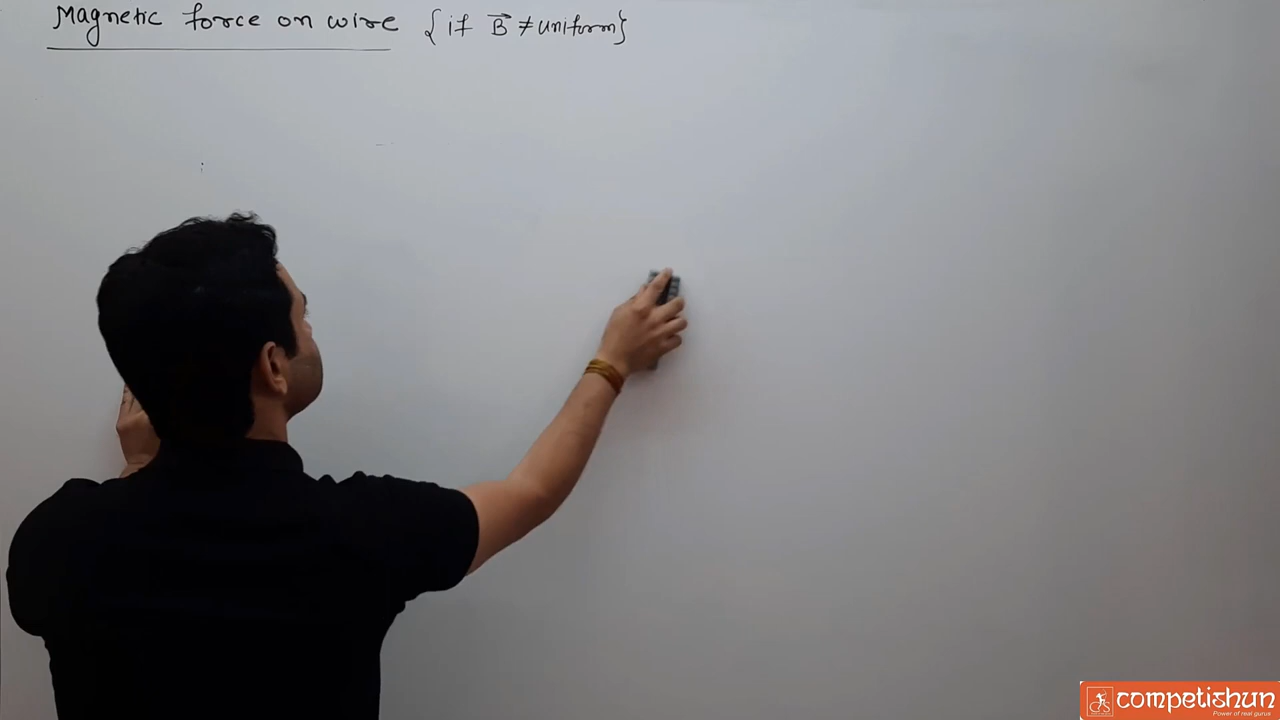 Magnetic force on wire {if B⃗ ≠ uniform}
competishun
Power of real gurus